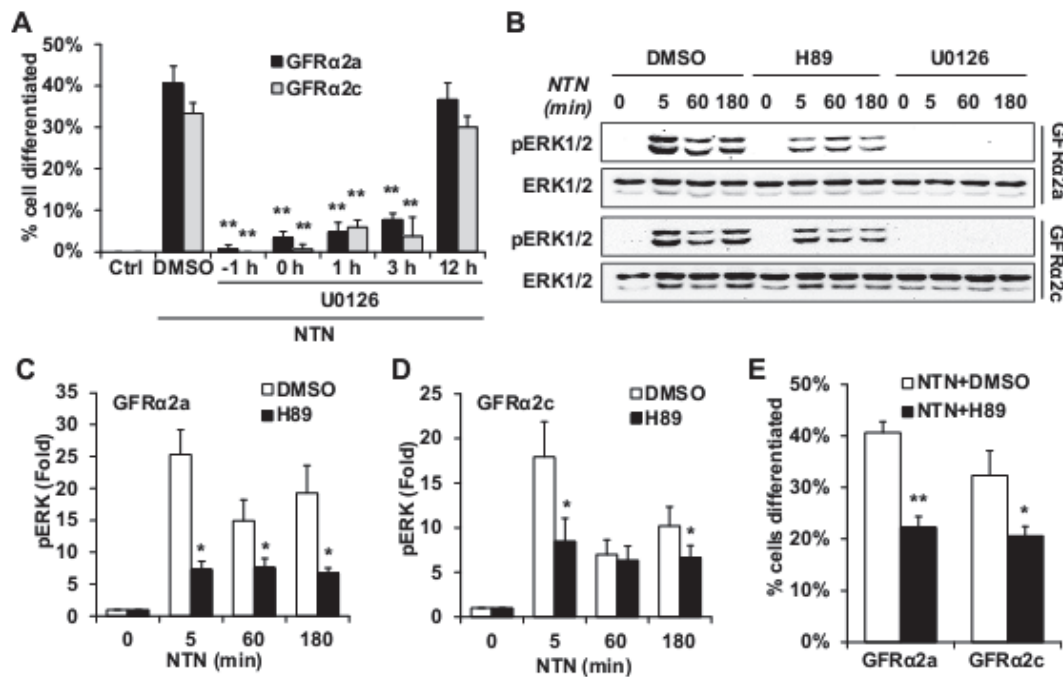 A
50%
40%
30%
20%
10%
0%
% cell differentiated
GFRα2a
GFRα2c
** ** ** ** ** ** ** **
Ctrl DMSO -1 h 0 h 1 h 3 h 12 h
U0126
NTN
B
DMSO H89 U0126
NTN (min)
0 5 60 180 0 5 60 180 0 5 60 180
pERK1/2
ERK1/2
GFRα2a
pERK1/2
ERK1/2
GFRα2c
C
35
30
25
20
15
10
5
0
pERK (Fold)
GFRα2a
DMSO
H89
* * *
0 5 60 180
NTN (min)
D
25
20
15
10
5
0
pERK (Fold)
GFRα2c
DMSO
H89
* *
0 5 60 180
NTN (min)
E
50%
40%
30%
20%
10%
0%
% cells differentiated
NTN+DMSO
NTN+H89
** *
GFRα2a GFRα2c